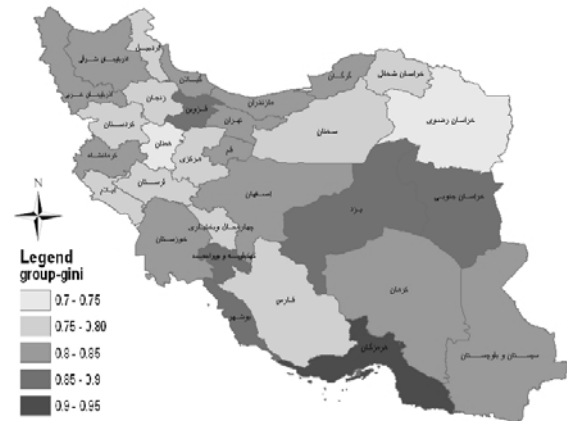 اردبیل
آذربایجان شرقی
گیلان
گرگان
خراسان شمالی
آذربایجان غربی
زنجان
قزوین
مازندران
خراسان رضوی
کردستان
تهران
سمنان
همدان
قم
مرکزی
کرمانشاه
لرستان
ایلام
اصفهان
خراسان جنوبی
یزد
چهارمحال وبختیاری
خوزستان
کهکیلویه و بویراحمد
N
فارس
کرمان
بوشهر
هرمزگان
سیستان و بلوچستان
Legend
group-gini
0.7 - 0.75
0.75 - 0.80
0.8 - 0.85
0.85 - 0.9
0.9 - 0.95